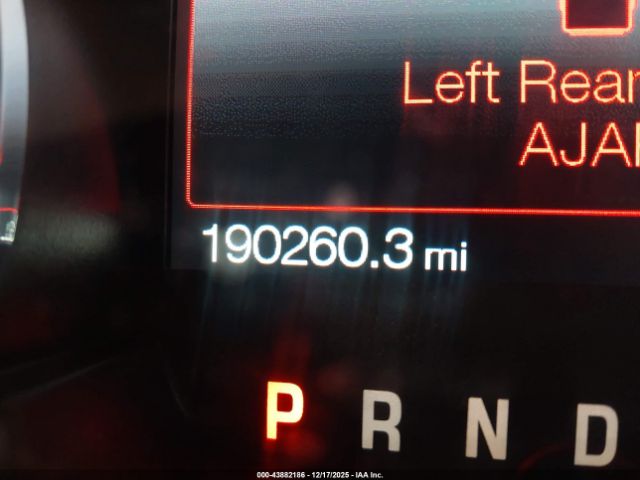 Left Rear
190260.3 mi
P R N D
000-43882186 - 12/17/2025 - IAA Inc.